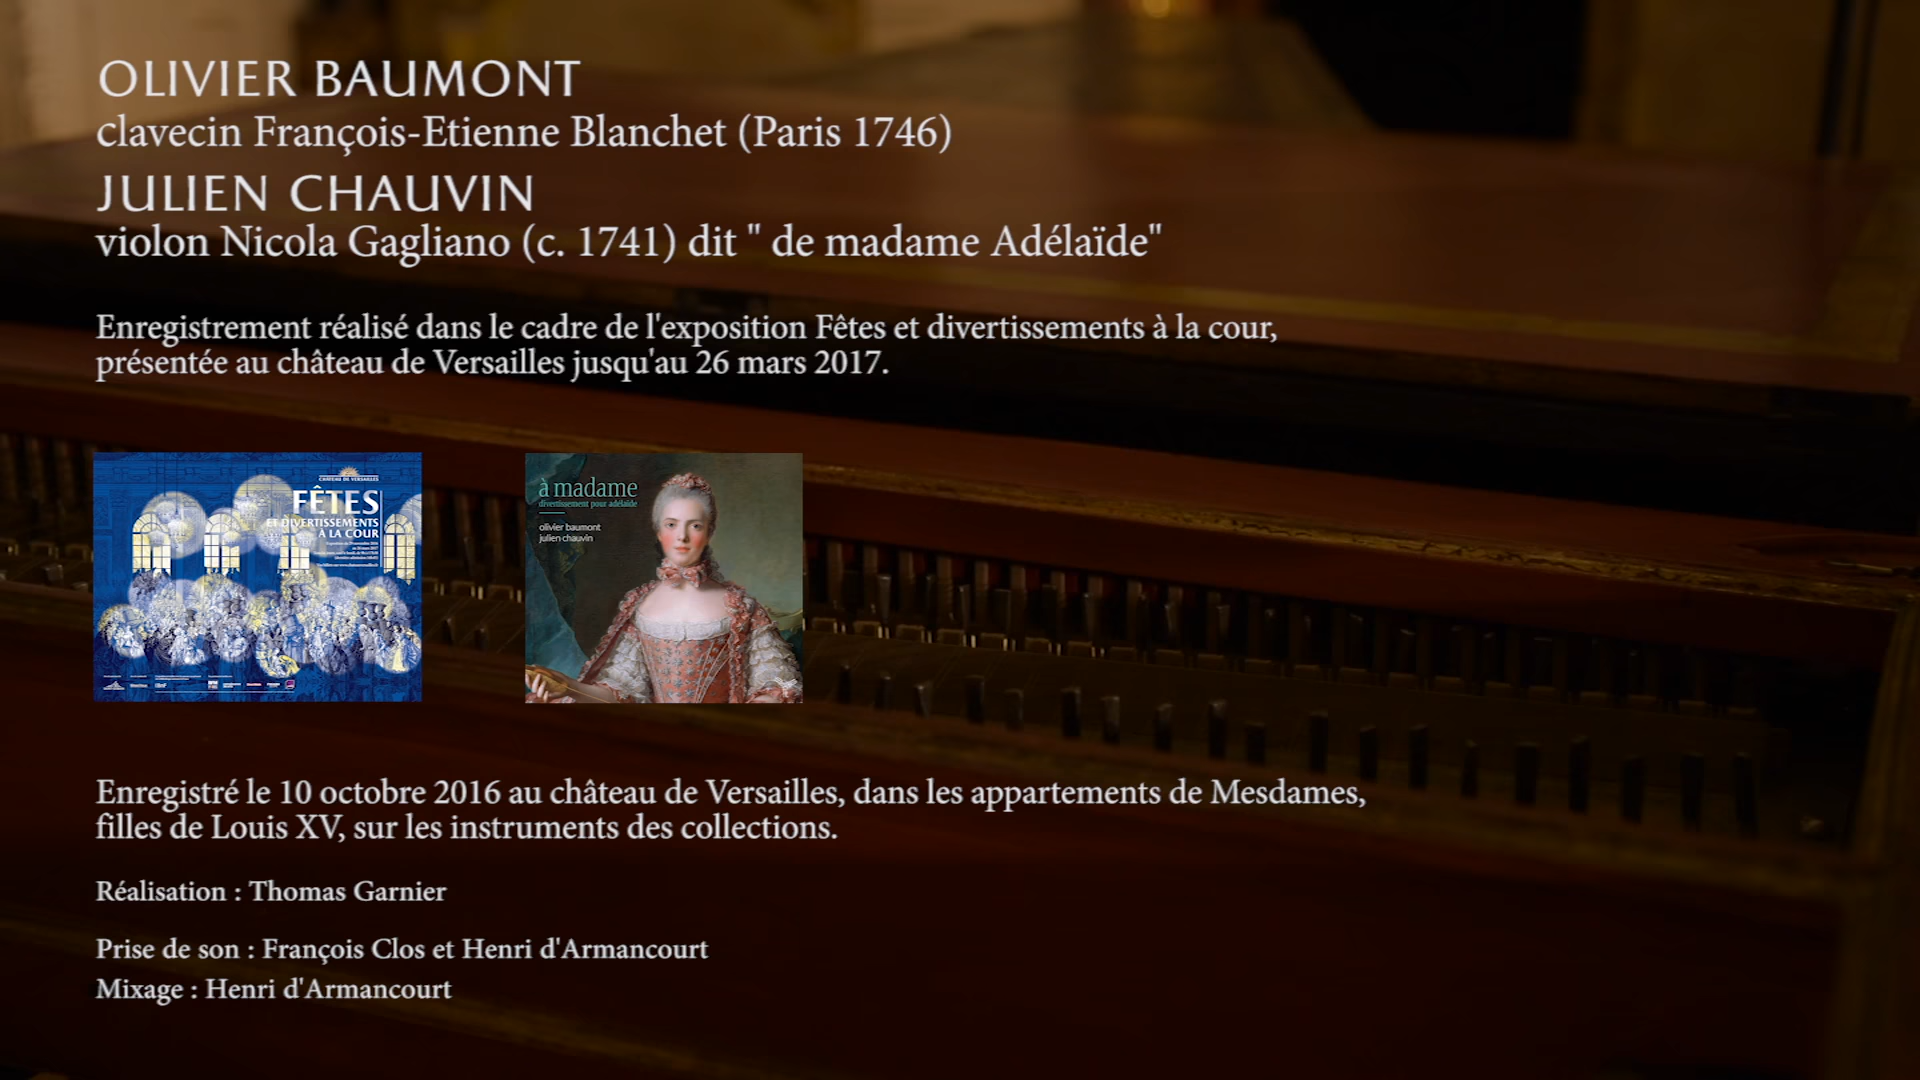 OLIVIER BAUMONT
clavecin François-Etienne Blanchet (Paris 1746)
JULIEN CHAUVIN
violon Nicola Gagliano (c. 1741) dit " de madame Adélaïde"
Enregistrement réalisé dans le cadre de l'exposition Fêtes et divertissements à la cour,
présentée au château de Versailles jusqu'au 26 mars 2017.
CHÂTEAU DE VERSAILLES
FÊTES
ET DIVERTISSEMENTS
À LA COUR
à madame
divertissement pour adélaïde
olivier baumont
julien chauvin
Enregistré le 10 octobre 2016 au château de Versailles, dans les appartements de Mesdames,
filles de Louis XV, sur les instruments des collections.
Réalisation : Thomas Garnier
Prise de son : François Clos et Henri d'Armancourt
Mixage : Henri d'Armancourt